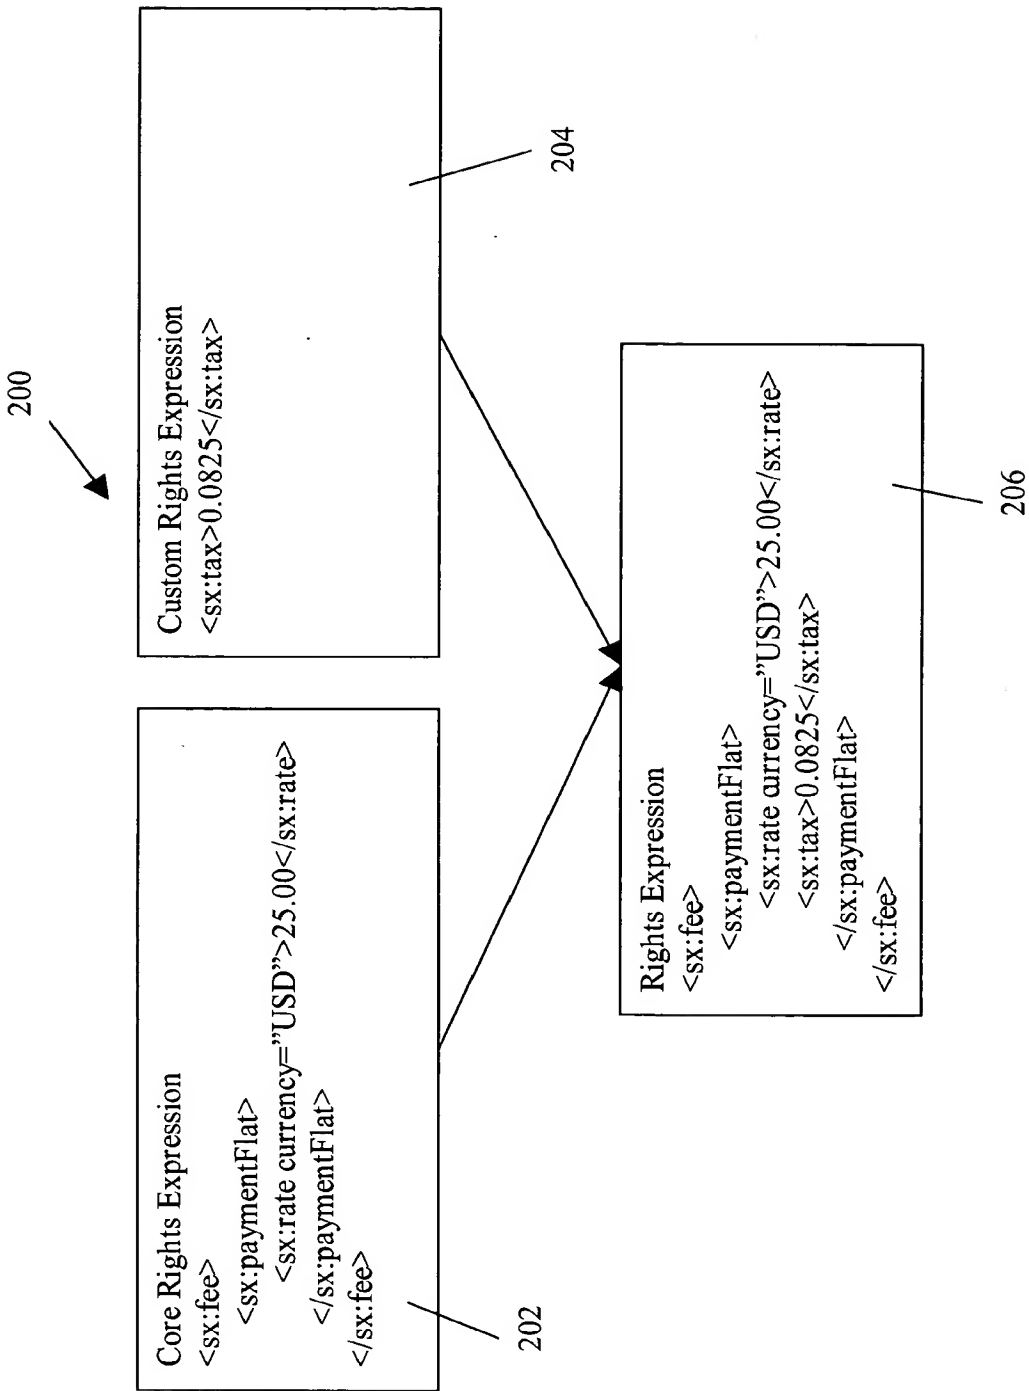 200
Core Rights Expression
<sx:fee>
<sx:paymentFlat>
<sx:rate currency=”USD”>25.00</sx:rate>
</sx:paymentFlat>
</sx:fee>
202
Custom Rights Expression
<sx:tax>0.0825</sx:tax>
204
Rights Expression
<sx:fee>
<sx:paymentFlat>
<sx:rate currency=”USD”>25.00</sx:rate>
<sx:tax>0.0825</sx:tax>
</sx:paymentFlat>
</sx:fee>
206